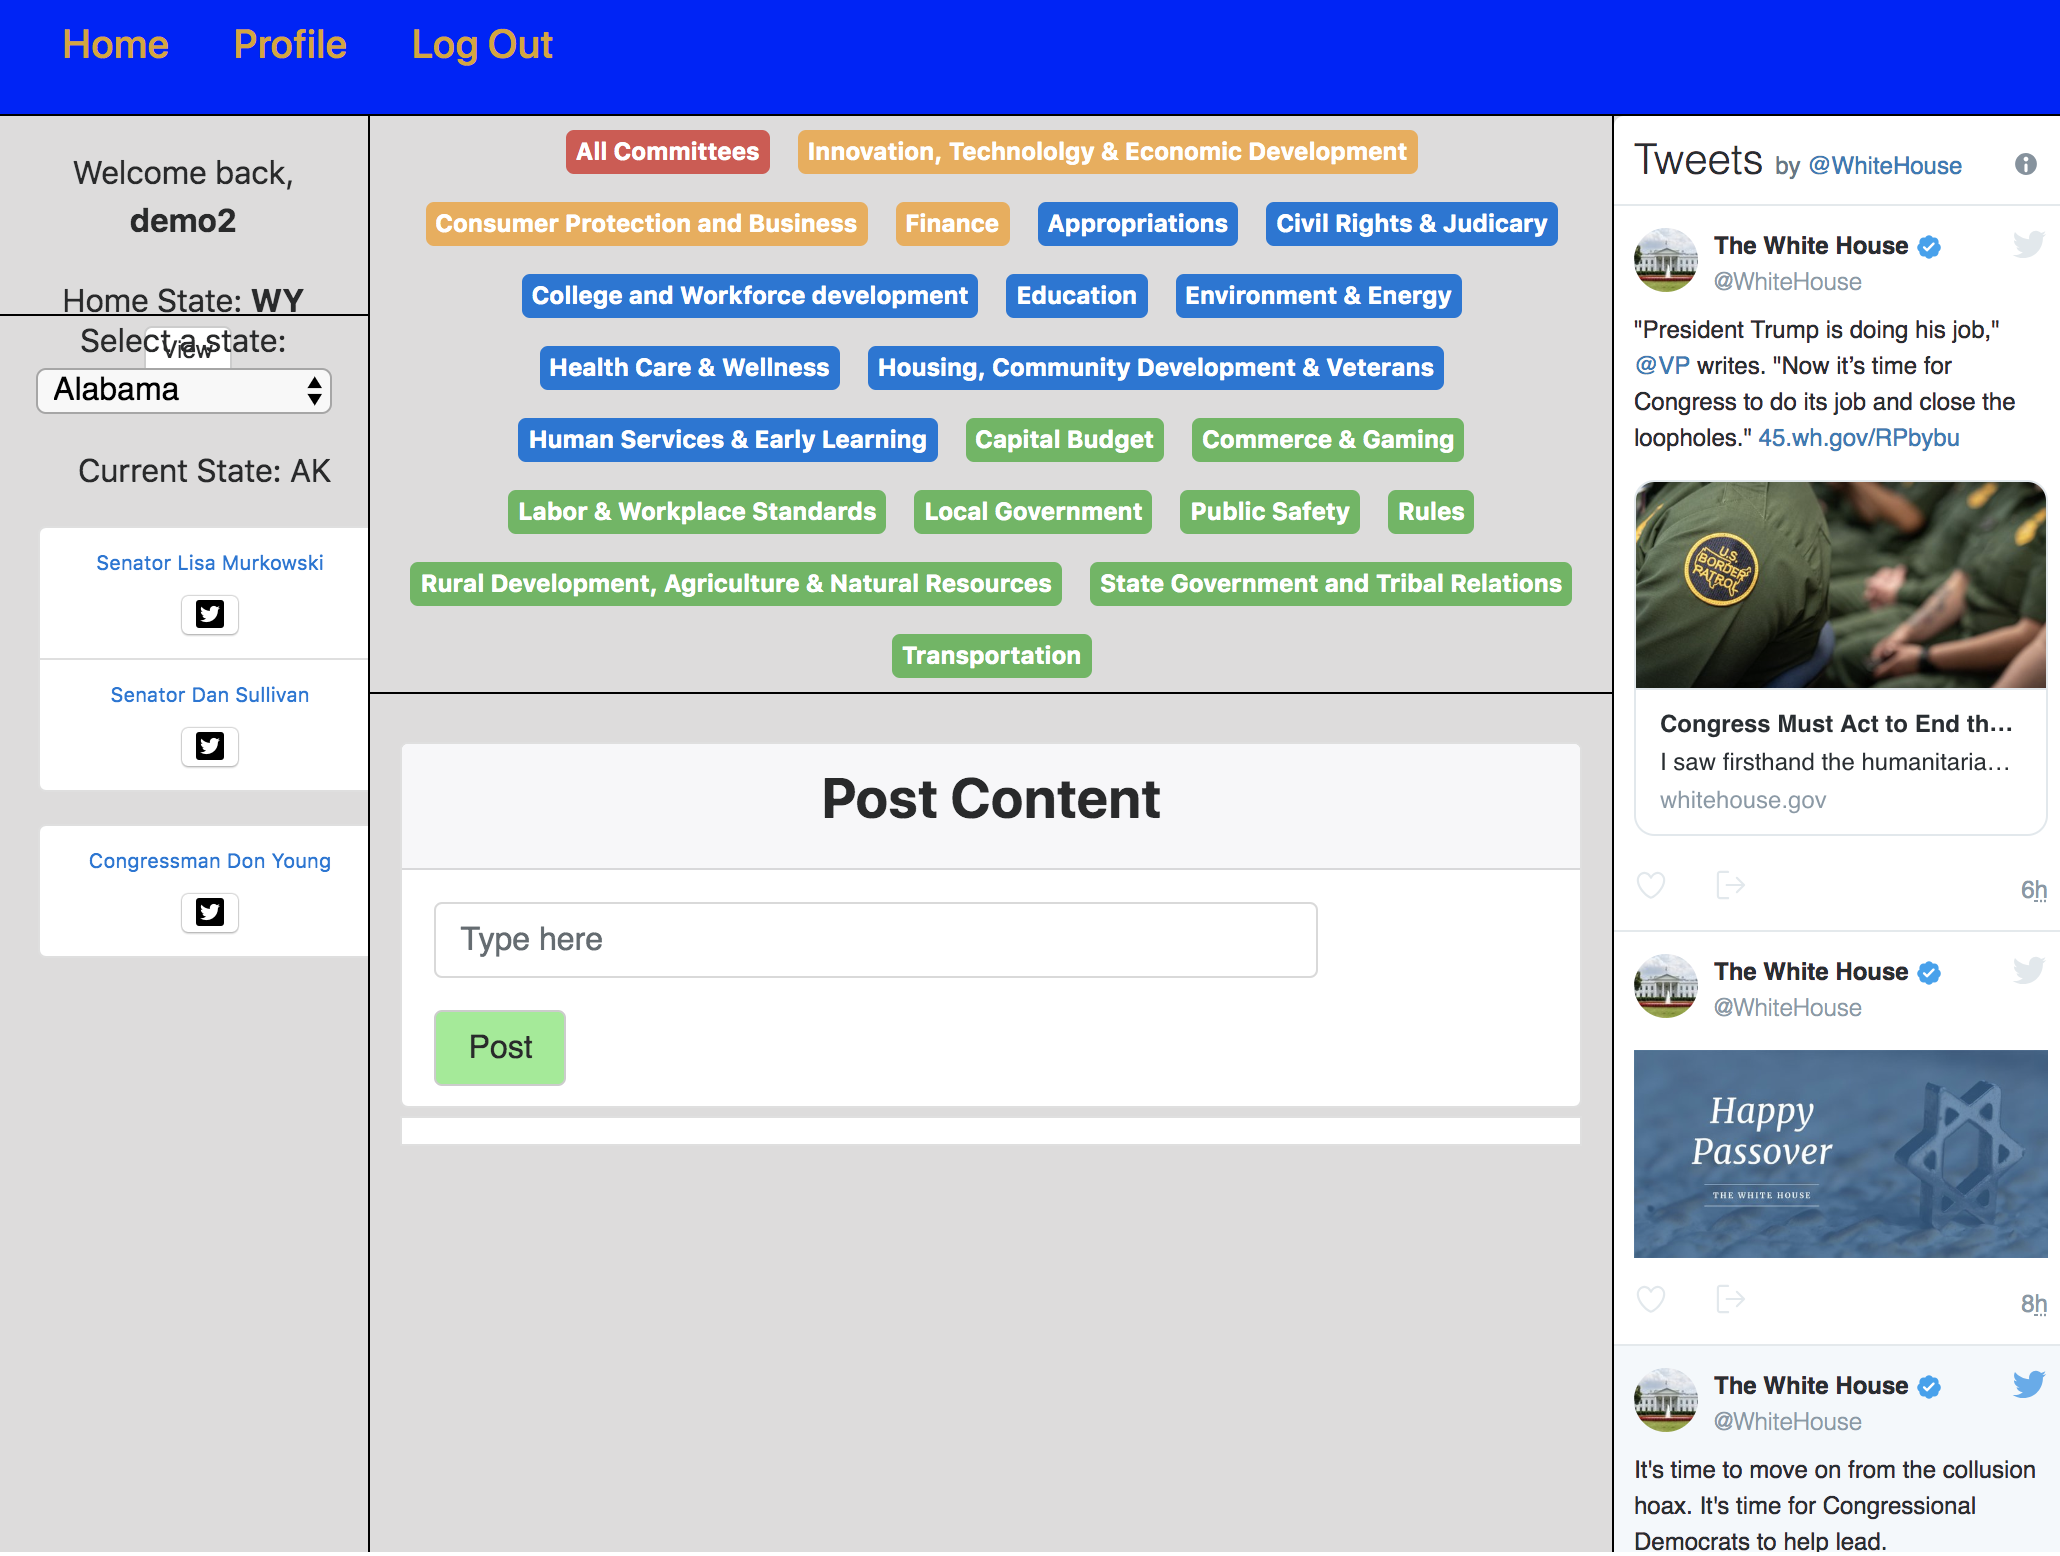 Home Profile Log Out
Welcome back,
demo2
Home State: WY
View
Select a state:
Alabama
Current State: AK
Senator Lisa Murkowski
Senator Dan Sullivan
Congressman Don Young
All Committees Innovation, Technololgy & Economic Development
Consumer Protection and Business Finance Appropriations Civil Rights & Judicary
College and Workforce development Education Environment & Energy
Health Care & Wellness Housing, Community Development & Veterans
Human Services & Early Learning Capital Budget Commerce & Gaming
Labor & Workplace Standards Local Government Public Safety Rules
Rural Development, Agriculture & Natural Resources State Government and Tribal Relations
Transportation
Post Content
Type here
Post
Tweets by @WhiteHouse
The White House
@WhiteHouse
"President Trump is doing his job,"
@VP writes. "Now it’s time for
Congress to do its job and close the
loopholes." 45.wh.gov/RPbybu
U.S.
BORDER
PATROL
Congress Must Act to End th…
I saw firsthand the humanitaria…
whitehouse.gov
6h
The White House
@WhiteHouse
Happy
Passover
THE WHITE HOUSE
8h
The White House
@WhiteHouse
It's time to move on from the collusion
hoax. It's time for Congressional
Democrats to help lead.